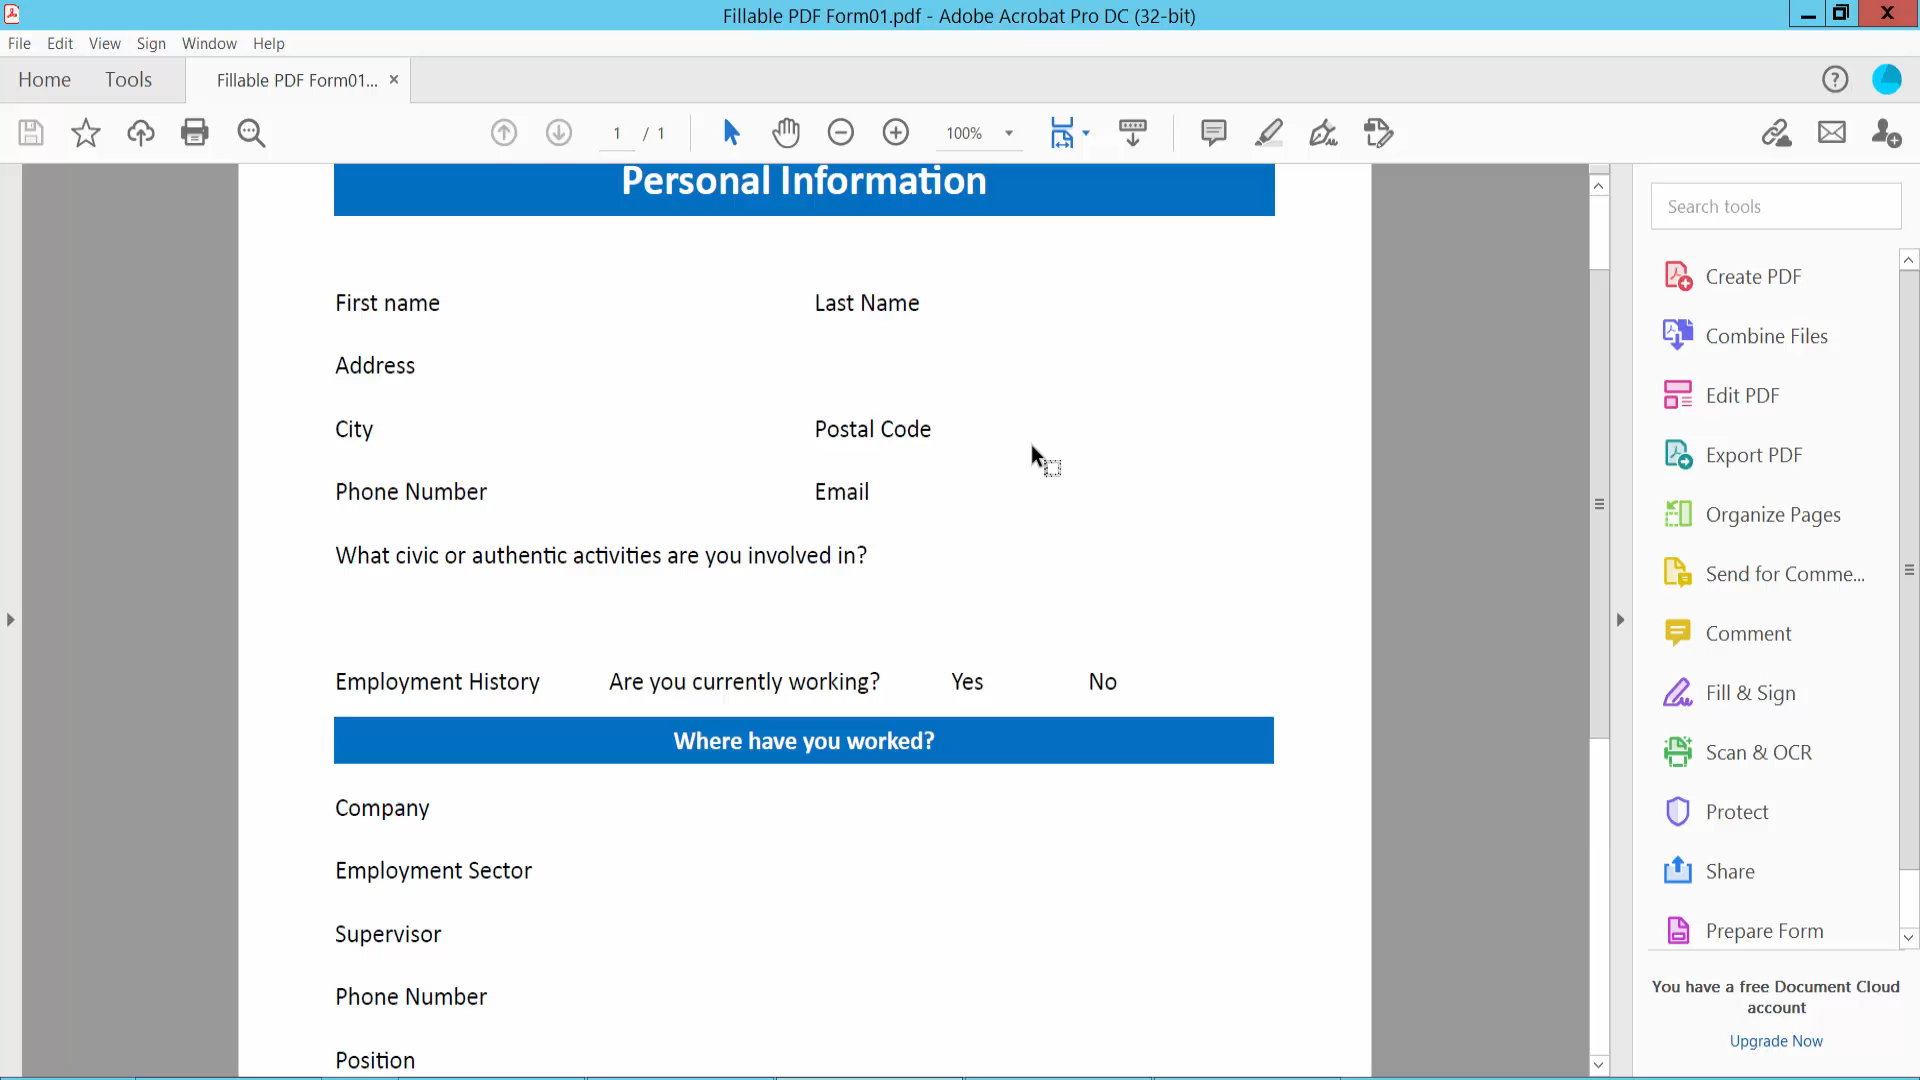 Fillable PDF Form01.pdf - Adobe Acrobat Pro DC (32-bit)
File Edit View Sign Window Help
Home Tools Fillable PDF Form01... ×
1 / 1 100%
Personal Information
Search tools
Create PDF
First name Last Name
Combine Files
Address
Edit PDF
City Postal Code
Export PDF
Phone Number Email
Organize Pages
What civic or authentic activities are you involved in?
Send for Comme...
Comment
Employment History Are you currently working? Yes No
Fill & Sign
Where have you worked?
Scan & OCR
Company
Protect
Employment Sector
Share
Supervisor
Prepare Form
Phone Number
You have a free Document Cloud
account
Upgrade Now
Position